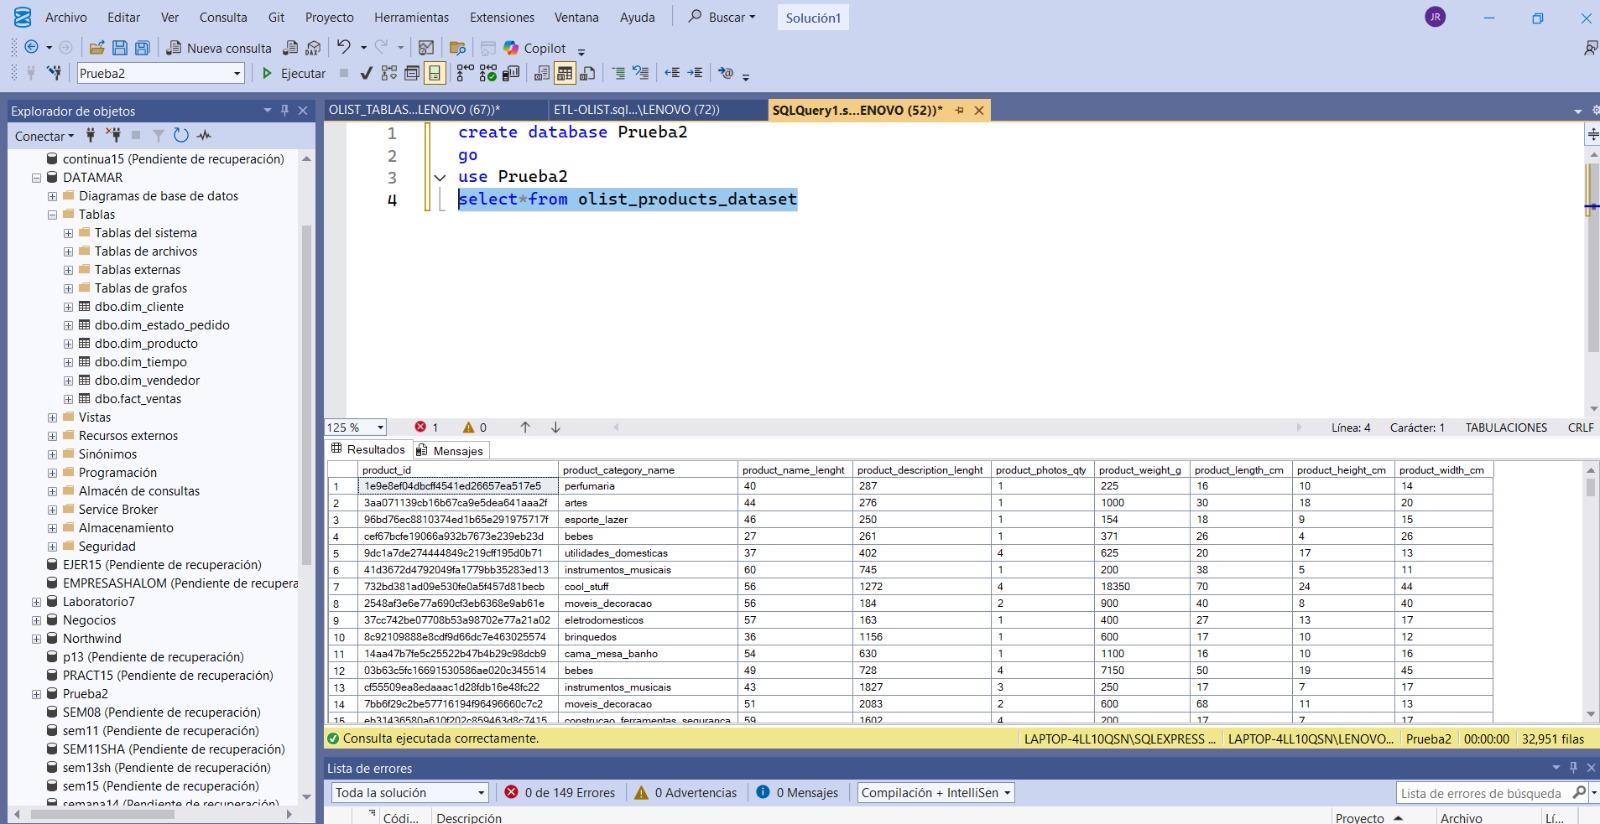 Archivo Editar Ver Consulta Git Proyecto Herramientas Extensiones Ventana Ayuda Buscar Solución1 JR
Nueva consulta Copilot
Prueba2 Ejecutar
Explorador de objetos
OLIST_TABLAS...LENOVO (67))* ETL-OLIST.sql...\LENOVO (72)) SQLQuery1.s...ENOVO (52))*
Conectar
continua15 (Pendiente de recuperación)
DATAMAR
Diagramas de base de datos
Tablas
Tablas del sistema
Tablas de archivos
Tablas externas
Tablas de grafos
dbo.dim_cliente
dbo.dim_estado_pedido
dbo.dim_producto
dbo.dim_tiempo
dbo.dim_vendedor
dbo.fact_ventas
Vistas
Recursos externos
Sinónimos
Programación
Almacén de consultas
Service Broker
Almacenamiento
Seguridad
EJER15 (Pendiente de recuperación)
EMPRESASHALOM (Pendiente de recupera
Laboratorio7
Negocios
Northwind
p13 (Pendiente de recuperación)
PRACT15 (Pendiente de recuperación)
Prueba2
SEM08 (Pendiente de recuperación)
sem11 (Pendiente de recuperación)
SEM11SHA (Pendiente de recuperación)
sem13sh (Pendiente de recuperación)
sem15 (Pendiente de recuperación)
semana14 (Pendiente de recuperación)
1 create database Prueba2
2 go
3 use Prueba2
4 select*from olist_products_dataset
125 % 1 0 Línea: 4 Carácter: 1 TABULACIONES CRLF
Resultados Mensajes
product_id product_category_name product_name_lenght product_description_lenght product_photos_qty product_weight_g product_length_cm product_height_cm product_width_cm
1 1e9e8ef04dbcff4541ed26657ea517e5 perfumaria 40 287 1 225 16 10 14
2 3aa071139cb16b67ca9e5dea641aaa2f artes 44 276 1 1000 30 18 20
3 96bd76ec8810374ed1b65e291975717f esporte_lazer 46 250 1 154 18 9 15
4 cef67bcfe19066a932b7673e239eb23d bebes 27 261 1 371 26 4 26
5 9dc1a7de274444849c219cff195d0b71 utilidades_domesticas 37 402 4 625 20 17 13
6 41d3672d4792049fa1779bb35283ed13 instrumentos_musicais 60 745 1 200 38 5 11
7 732bd381ad09e530fe0a5f457d81becb cool_stuff 56 1272 4 18350 70 24 44
8 2548af3e6e77a690cf3eb6368e9ab61e moveis_decoracao 56 184 2 900 40 8 40
9 37cc742be07708b53a98702e77a21a02 eletrodomesticos 57 163 1 400 27 13 17
10 8c92109888e8cdf9d66dc7e463025574 brinquedos 36 1156 1 600 17 10 12
11 14aa47b7fe5c25522b47b4b29c98dcb9 cama_mesa_banho 54 630 1 1100 16 10 16
12 03b63c5fc16691530586ae020c345514 bebes 49 728 4 7150 50 19 45
13 cf55509ea8edaaac1d28fdb16e48fc22 instrumentos_musicais 43 1827 3 250 17 7 17
14 7bb6f29c2be57716194f96496660c7c2 moveis_decoracao 51 2083 2 600 68 11 13
15 eb31436580a610f202c859463d8c7415 construcao_ferramentas_seguranca 59 1602 4 200 17 7 17
Consulta ejecutada correctamente. LAPTOP-4LL10QSN\SQLEXPRESS ... LAPTOP-4LL10QSN\LENOVO... Prueba2 00:00:00 32,951 filas
Lista de errores
Toda la solución 0 de 149 Errores 0 Advertencias 0 Mensajes Compilación + IntelliSen Lista de errores de búsqueda
Códi... Descripción Proyecto Archivo Lí...